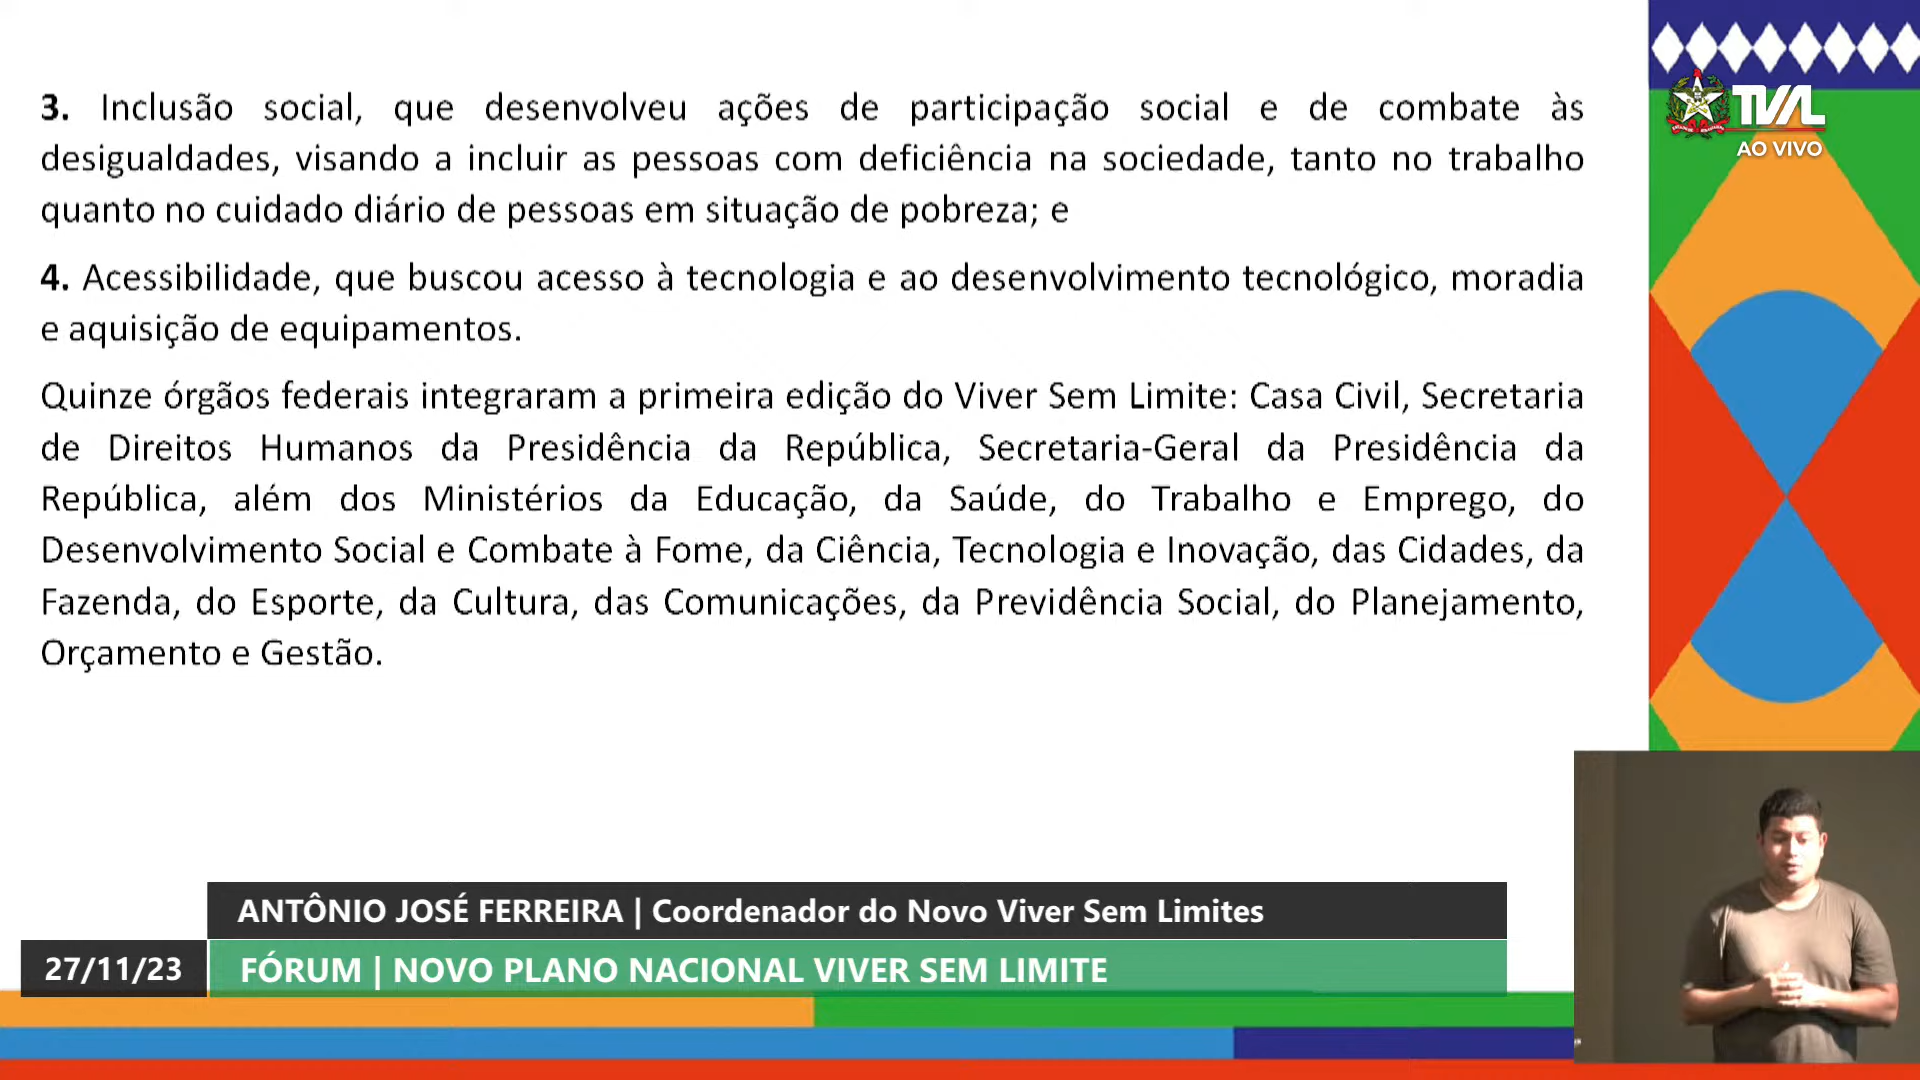 3. Inclusão social, que desenvolveu ações de participação social e de combate às
desigualdades, visando a incluir as pessoas com deficiência na sociedade, tanto no trabalho
quanto no cuidado diário de pessoas em situação de pobreza; e
4. Acessibilidade, que buscou acesso à tecnologia e ao desenvolvimento tecnológico, moradia
e aquisição de equipamentos.
Quinze órgãos federais integraram a primeira edição do Viver Sem Limite: Casa Civil, Secretaria
de Direitos Humanos da Presidência da República, Secretaria-Geral da Presidência da
República, além dos Ministérios da Educação, da Saúde, do Trabalho e Emprego, do
Desenvolvimento Social e Combate à Fome, da Ciência, Tecnologia e Inovação, das Cidades, da
Fazenda, do Esporte, da Cultura, das Comunicações, da Previdência Social, do Planejamento,
Orçamento e Gestão.
TVAL
AO VIVO
ANTÔNIO JOSÉ FERREIRA | Coordenador do Novo Viver Sem Limites
27/11/23
FÓRUM | NOVO PLANO NACIONAL VIVER SEM LIMITE